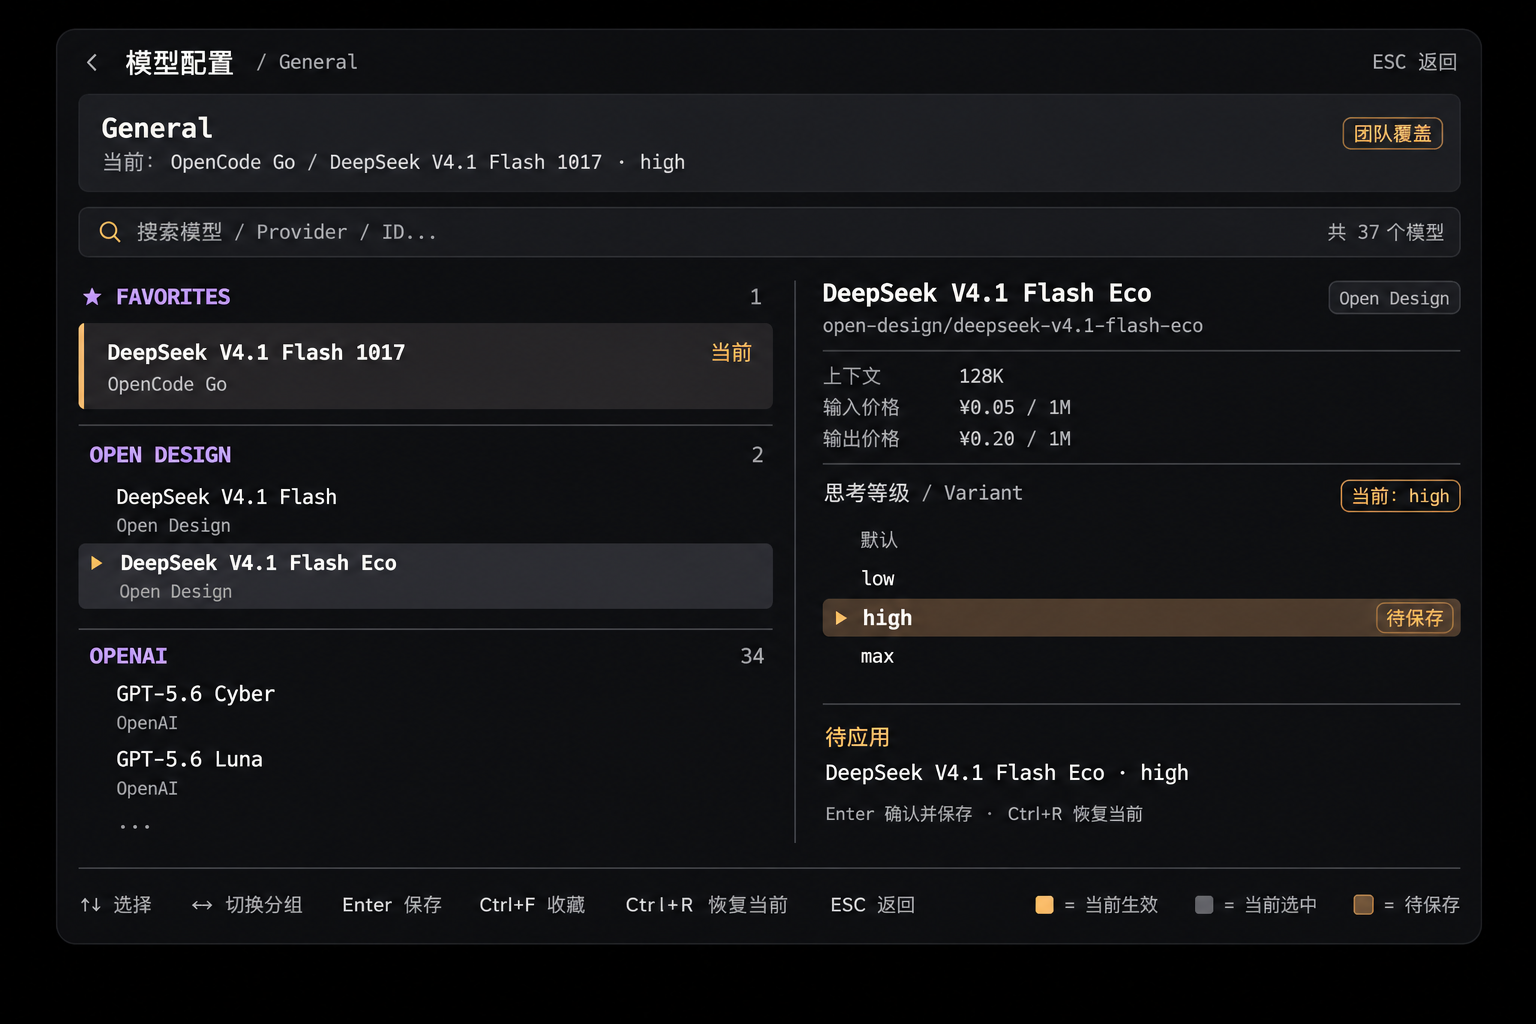 模型配置 / General
ESC 返回
General
团队覆盖
当前: OpenCode Go / DeepSeek V4.1 Flash 1017 · high
搜索模型 / Provider / ID...
共 37 个模型
★ FAVORITES 1
DeepSeek V4.1 Flash 1017 当前
OpenCode Go
OPEN DESIGN 2
DeepSeek V4.1 Flash
Open Design
DeepSeek V4.1 Flash Eco
Open Design
OPENAI 34
GPT-5.6 Cyber
OpenAI
GPT-5.6 Luna
OpenAI
...
DeepSeek V4.1 Flash Eco
Open Design
open-design/deepseek-v4.1-flash-eco
上下文 128K
输入价格 ¥0.05 / 1M
输出价格 ¥0.20 / 1M
思考等级 / Variant
当前: high
默认
low
high 待保存
max
待应用
DeepSeek V4.1 Flash Eco · high
Enter 确认并保存 · Ctrl+R 恢复当前
↑↓ 选择 ↔ 切换分组 Enter 保存 Ctrl+F 收藏 Ctrl+R 恢复当前 ESC 返回
= 当前生效 = 当前选中 = 待保存